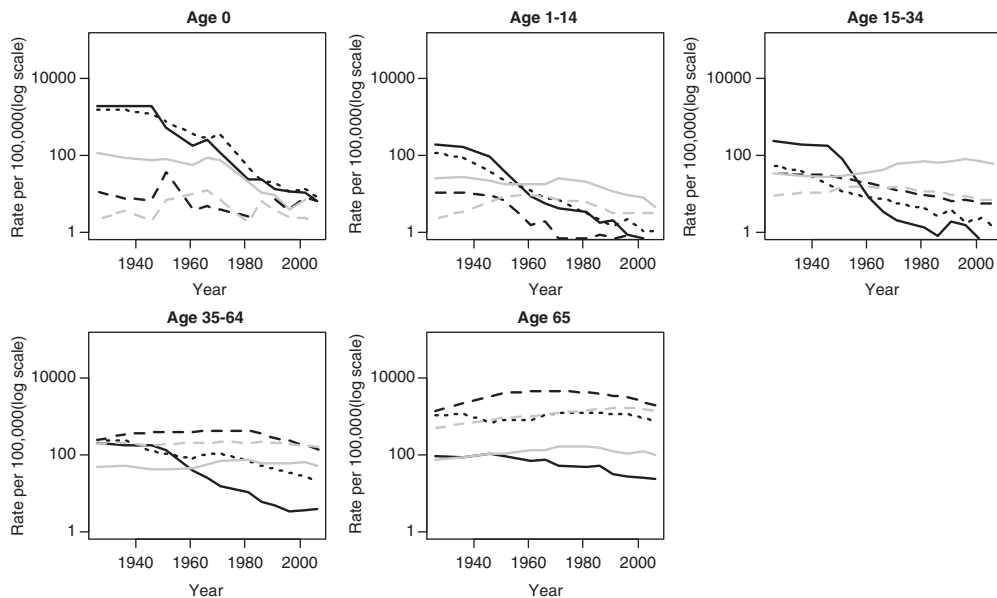 Age 0
Rate per 100,000(log scale)
10000
100
1
1940 1960 1980 2000
Year
Age 1-14
Rate per 100,000(log scale)
10000
100
1
1940 1960 1980 2000
Year
Age 15-34
Rate per 100,000(log scale)
10000
100
1
1940 1960 1980 2000
Year
Age 35-64
Rate per 100,000(log scale)
10000
100
1
1940 1960 1980 2000
Year
Age 65
Rate per 100,000(log scale)
10000
100
1
1940 1960 1980 2000
Year